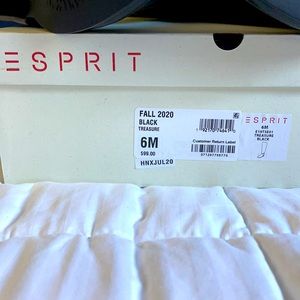 ESPRIT
FALL 2020
BLACK
TREASURE
6M
$99.00
HNXJUL20
Customer Return Label
ESPRIT
6M
TREASURE
BLACK